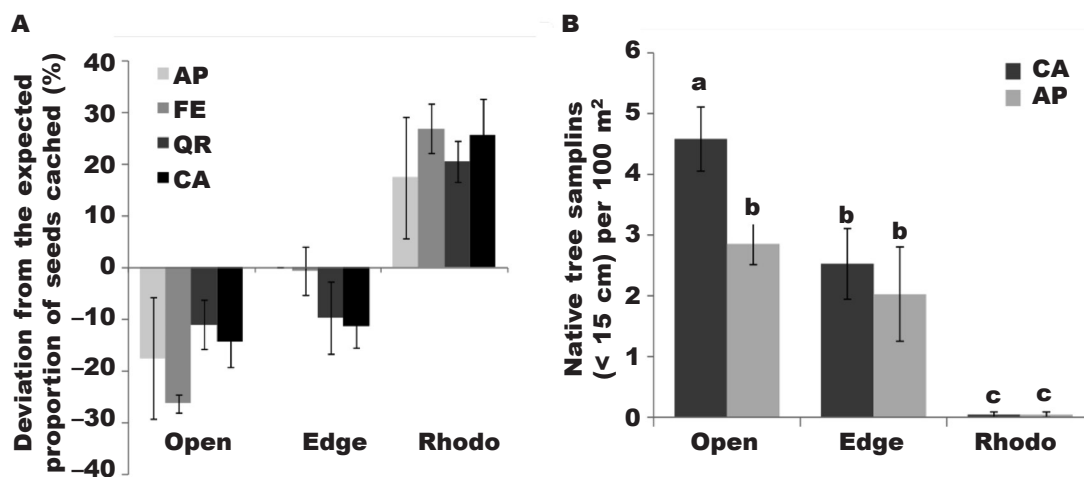 A
Deviation from the expected
proportion of seeds cached (%)
40
30
20
10
0
–10
–20
–30
–40
AP
FE
QR
CA
Open Edge Rhodo
B
Native tree samplins
(< 15 cm) per 100 m²
6
5
4
3
2
1
0
CA
AP
a
b
b
b
c
c
Open Edge Rhodo